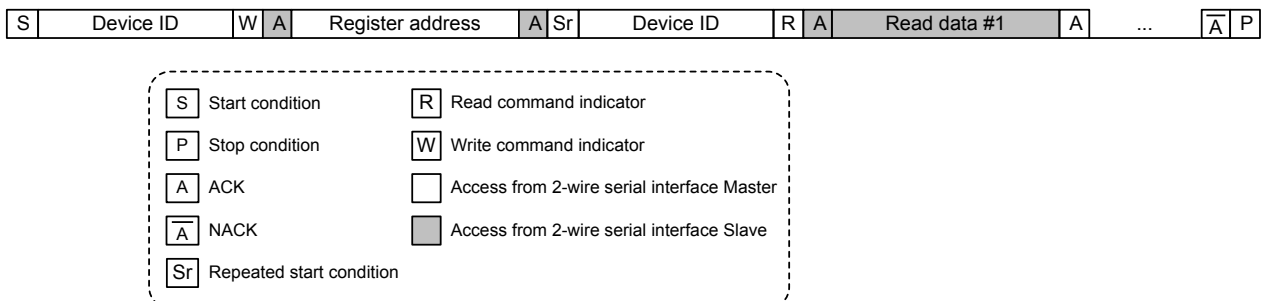 S Device ID W A Register address A Sr Device ID R A Read data #1 A ... A̅ P
S Start condition R Read command indicator
P Stop condition W Write command indicator
A ACK Access from 2-wire serial interface Master
A̅ NACK Access from 2-wire serial interface Slave
Sr Repeated start condition